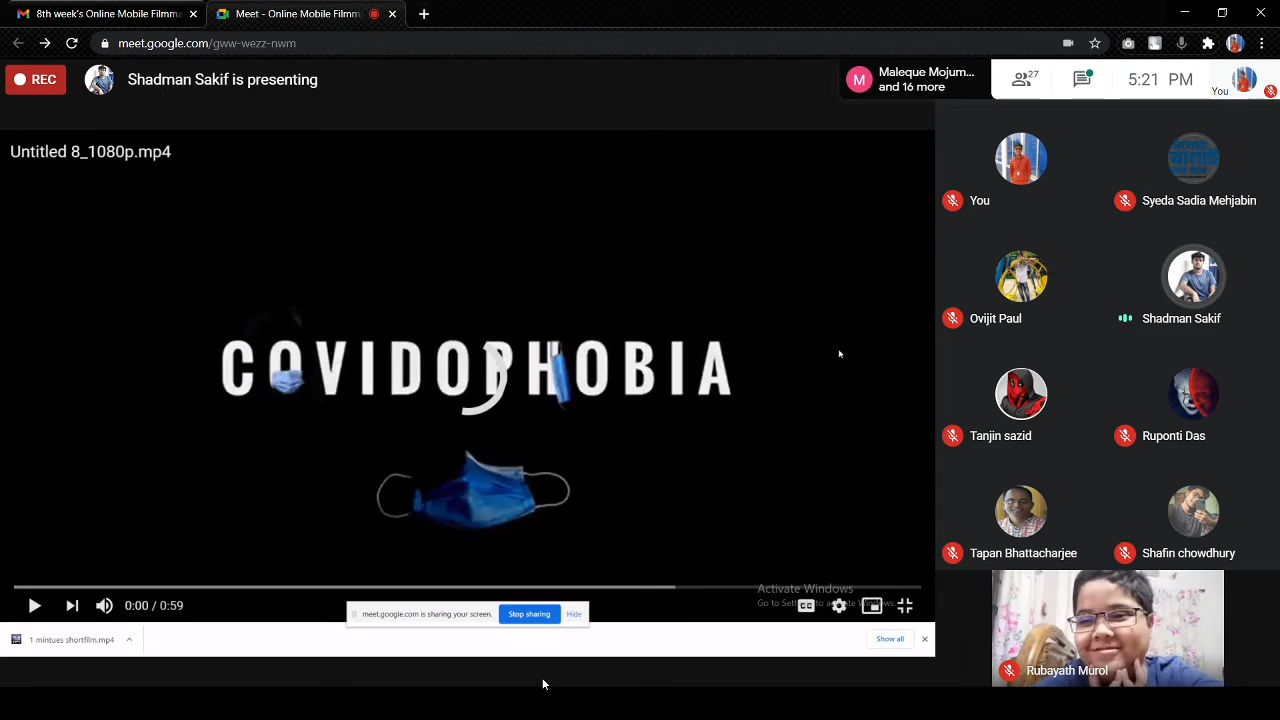 8th week's Online Mobile Filmma
Meet - Online Mobile Filmm
meet.google.com/gww-wezz-nwm
REC
Shadman Sakif is presenting
M
Maleque Mojum...
and 16 more
27
5:21 PM
You
Untitled 8_1080p.mp4
COVIDOPHOBIA
You
Syeda Sadia Mehjabin
Ovijit Paul
Shadman Sakif
Tanjin sazid
Ruponti Das
Tapan Bhattacharjee
Shafin chowdhury
Rubayath Murol
Activate Windows
0:00 / 0:59
meet.google.com is sharing your screen.
Stop sharing
Hide
CC
1 mintues shortfilm.mp4
Show all